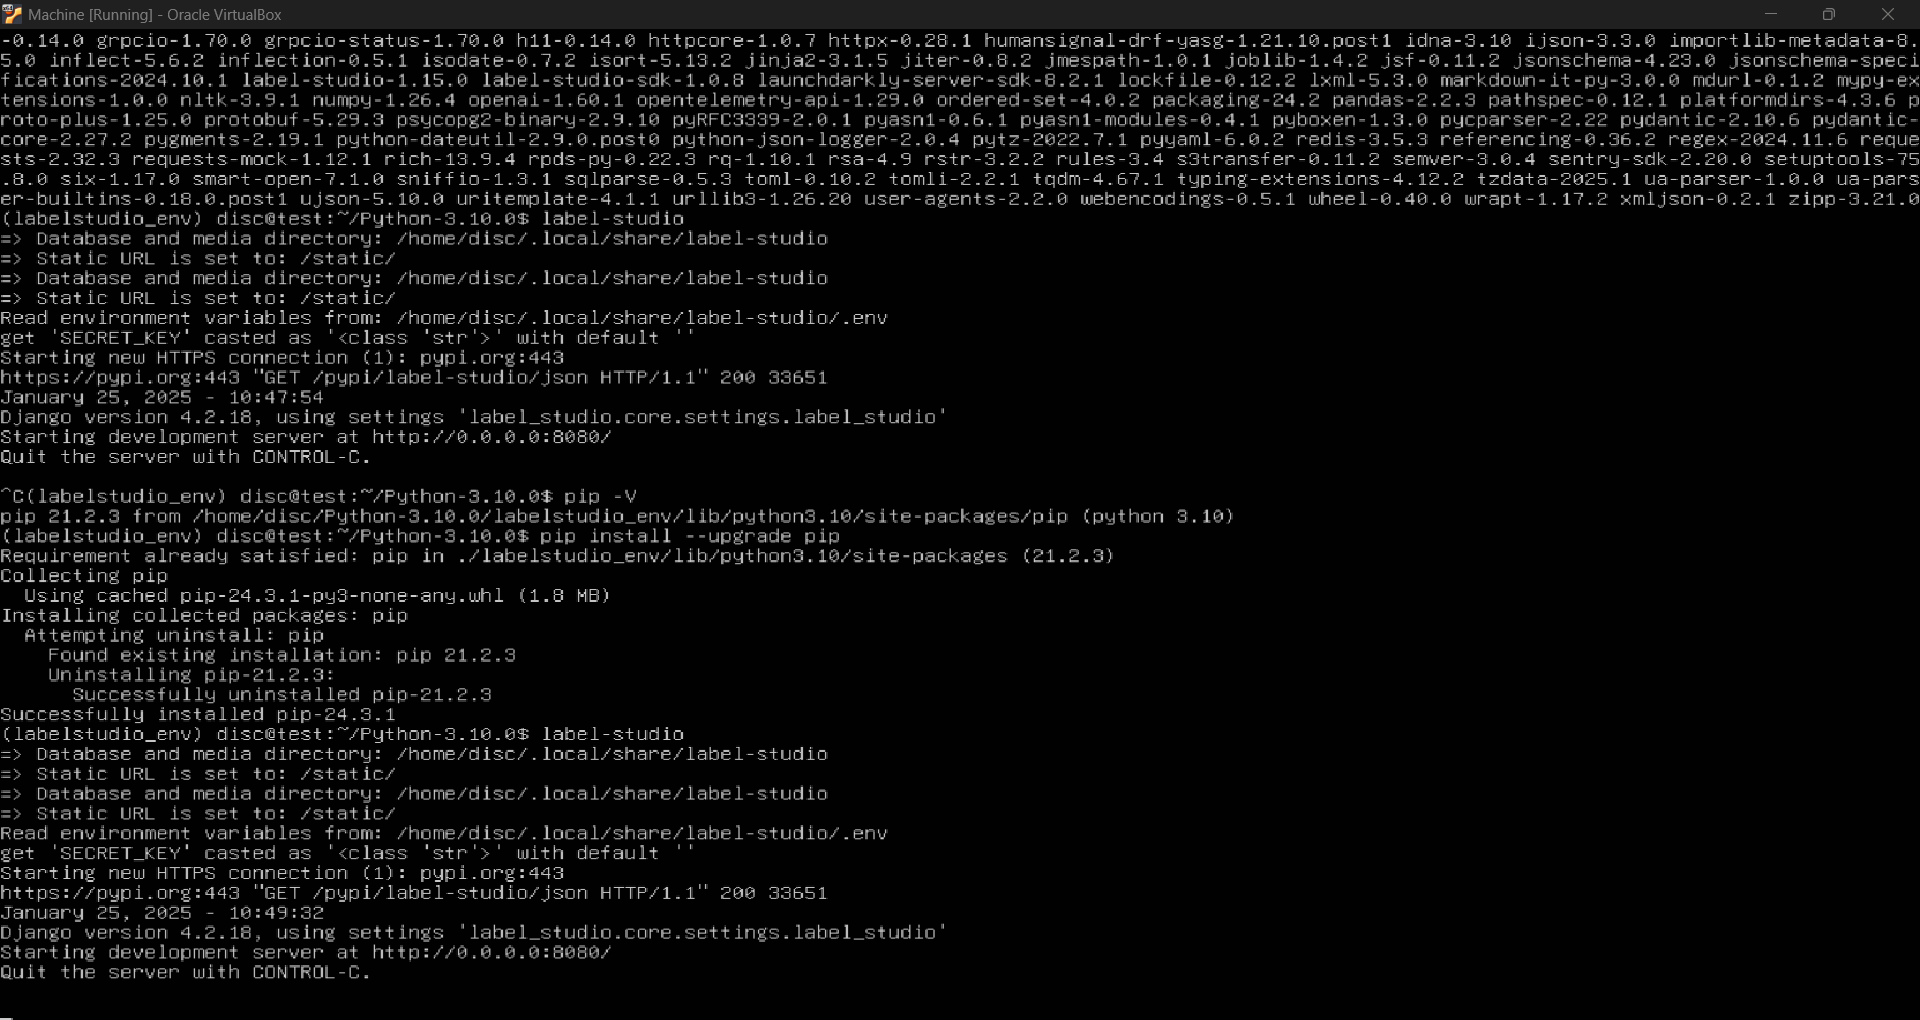 Machine [Running] - Oracle VirtualBox
-0.14.0 grpcio-1.70.0 grpcio-status-1.70.0 h11-0.14.0 httpcore-1.0.7 httpx-0.28.1 humansignal-drf-yasg-1.21.10.post1 idna-3.10 ijson-3.3.0 importlib-metadata-8.
5.0 inflect-5.6.2 inflection-0.5.1 isodate-0.7.2 isort-5.13.2 jinja2-3.1.5 jiter-0.8.2 jmespath-1.0.1 joblib-1.4.2 jsf-0.11.2 jsonschema-4.23.0 jsonschema-speci
fications-2024.10.1 label-studio-1.15.0 label-studio-sdk-1.0.8 launchdarkly-server-sdk-8.2.1 lockfile-0.12.2 lxml-5.3.0 markdown-it-py-3.0.0 mdurl-0.1.2 mypy-ex
tensions-1.0.0 nltk-3.9.1 numpy-1.26.4 openai-1.60.1 opentelemetry-api-1.29.0 ordered-set-4.0.2 packaging-24.2 pandas-2.2.3 pathspec-0.12.1 platformdirs-4.3.6 p
roto-plus-1.25.0 protobuf-5.29.3 psycopg2-binary-2.9.10 pyRFC3339-2.0.1 pyasn1-0.6.1 pyasn1-modules-0.4.1 pyboxen-1.3.0 pycparser-2.22 pydantic-2.10.6 pydantic-
core-2.27.2 pygments-2.19.1 python-dateutil-2.9.0.post0 python-json-logger-2.0.4 pytz-2022.7.1 pyyaml-6.0.2 redis-3.5.3 referencing-0.36.2 regex-2024.11.6 reque
sts-2.32.3 requests-mock-1.12.1 rich-13.9.4 rpds-py-0.22.3 rq-1.10.1 rsa-4.9 rstr-3.2.2 rules-3.4 s3transfer-0.11.2 semver-3.0.4 sentry-sdk-2.20.0 setuptools-75
.8.0 six-1.17.0 smart-open-7.1.0 sniffio-1.3.1 sqlparse-0.5.3 toml-0.10.2 tomli-2.2.1 tqdm-4.67.1 typing-extensions-4.12.2 tzdata-2025.1 ua-parser-1.0.0 ua-pars
er-builtins-0.18.0.post1 ujson-5.10.0 uritemplate-4.1.1 urllib3-1.26.20 user-agents-2.2.0 webencodings-0.5.1 wheel-0.40.0 wrapt-1.17.2 xmljson-0.2.1 zipp-3.21.0
(labelstudio_env) disc@test:~/Python-3.10.0$ label-studio
=> Database and media directory: /home/disc/.local/share/label-studio
=> Static URL is set to: /static/
=> Database and media directory: /home/disc/.local/share/label-studio
=> Static URL is set to: /static/
Read environment variables from: /home/disc/.local/share/label-studio/.env
get 'SECRET_KEY' casted as '<class 'str'>' with default ''
Starting new HTTPS connection (1): pypi.org:443
https://pypi.org:443 "GET /pypi/label-studio/json HTTP/1.1" 200 33651
January 25, 2025 - 10:47:54
Django version 4.2.18, using settings 'label_studio.core.settings.label_studio'
Starting development server at http://0.0.0.0:8080/
Quit the server with CONTROL-C.
^C(labelstudio_env) disc@test:~/Python-3.10.0$ pip -V
pip 21.2.3 from /home/disc/Python-3.10.0/labelstudio_env/lib/python3.10/site-packages/pip (python 3.10)
(labelstudio_env) disc@test:~/Python-3.10.0$ pip install --upgrade pip
Requirement already satisfied: pip in ./labelstudio_env/lib/python3.10/site-packages (21.2.3)
Collecting pip
  Using cached pip-24.3.1-py3-none-any.whl (1.8 MB)
Installing collected packages: pip
  Attempting uninstall: pip
    Found existing installation: pip 21.2.3
    Uninstalling pip-21.2.3:
      Successfully uninstalled pip-21.2.3
Successfully installed pip-24.3.1
(labelstudio_env) disc@test:~/Python-3.10.0$ label-studio
=> Database and media directory: /home/disc/.local/share/label-studio
=> Static URL is set to: /static/
=> Database and media directory: /home/disc/.local/share/label-studio
=> Static URL is set to: /static/
Read environment variables from: /home/disc/.local/share/label-studio/.env
get 'SECRET_KEY' casted as '<class 'str'>' with default ''
Starting new HTTPS connection (1): pypi.org:443
https://pypi.org:443 "GET /pypi/label-studio/json HTTP/1.1" 200 33651
January 25, 2025 - 10:49:32
Django version 4.2.18, using settings 'label_studio.core.settings.label_studio'
Starting development server at http://0.0.0.0:8080/
Quit the server with CONTROL-C.